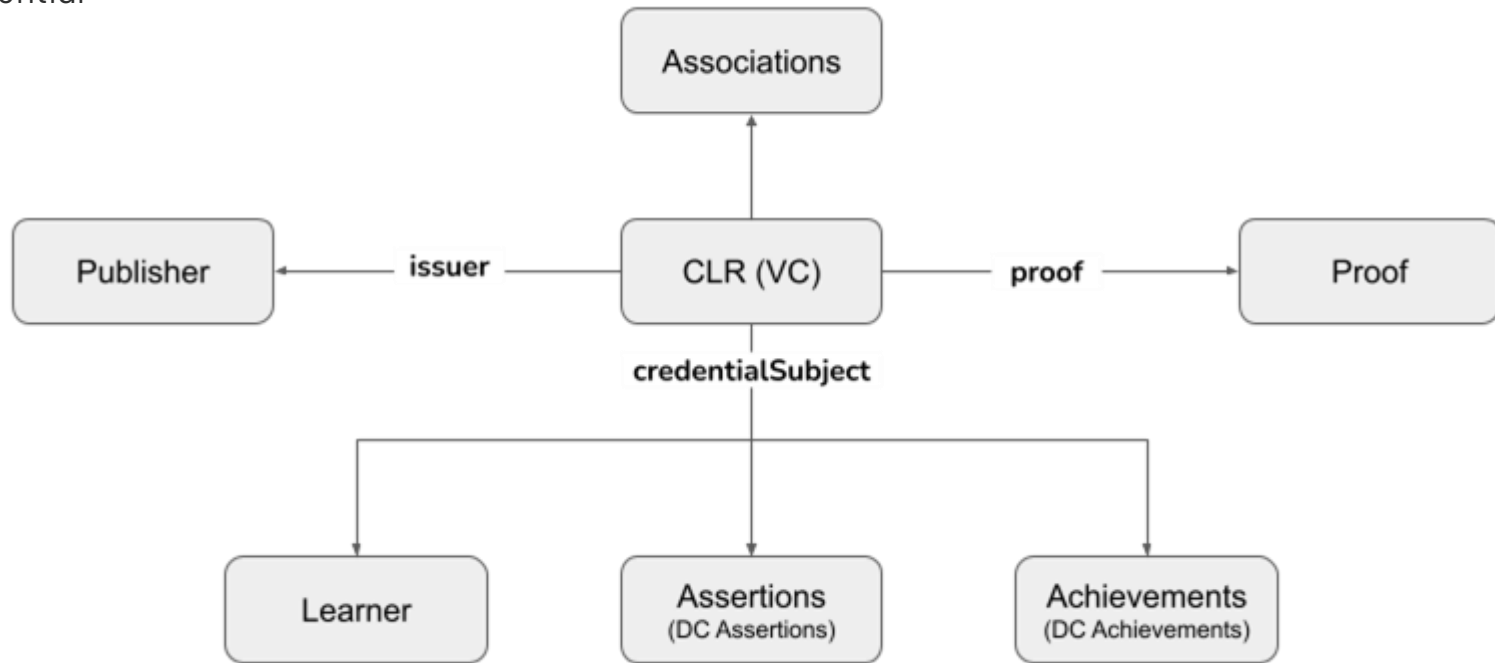 Associations
Publisher
issuer
CLR (VC)
proof
Proof
credentialSubject
Learner
Assertions
(DC Assertions)
Achievements
(DC Achievements)